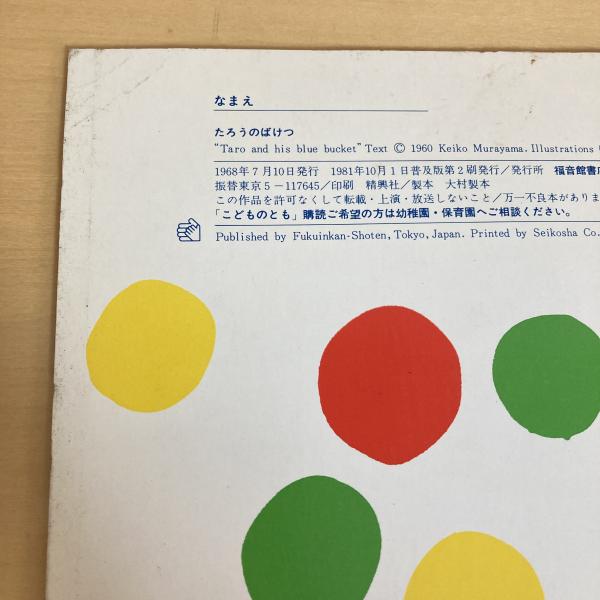 なまえ
たろうのばけつ
"Taro and his blue bucket" Text © 1960 Keiko Murayama. Illustrations
1968年7月10日発行 1981年10月1日普及版第2刷発行／発行所 福音館書店
振替東京5－117645／印刷 精興社／製本 大村製本
この作品を許可なくして転載・上演・放送しないこと／万一不良本がありま
「こどものとも」購読ご希望の方は幼稚園・保育園へご相談ください。
Published by Fukuinkan-Shoten, Tokyo, Japan. Printed by Seikosha Co.